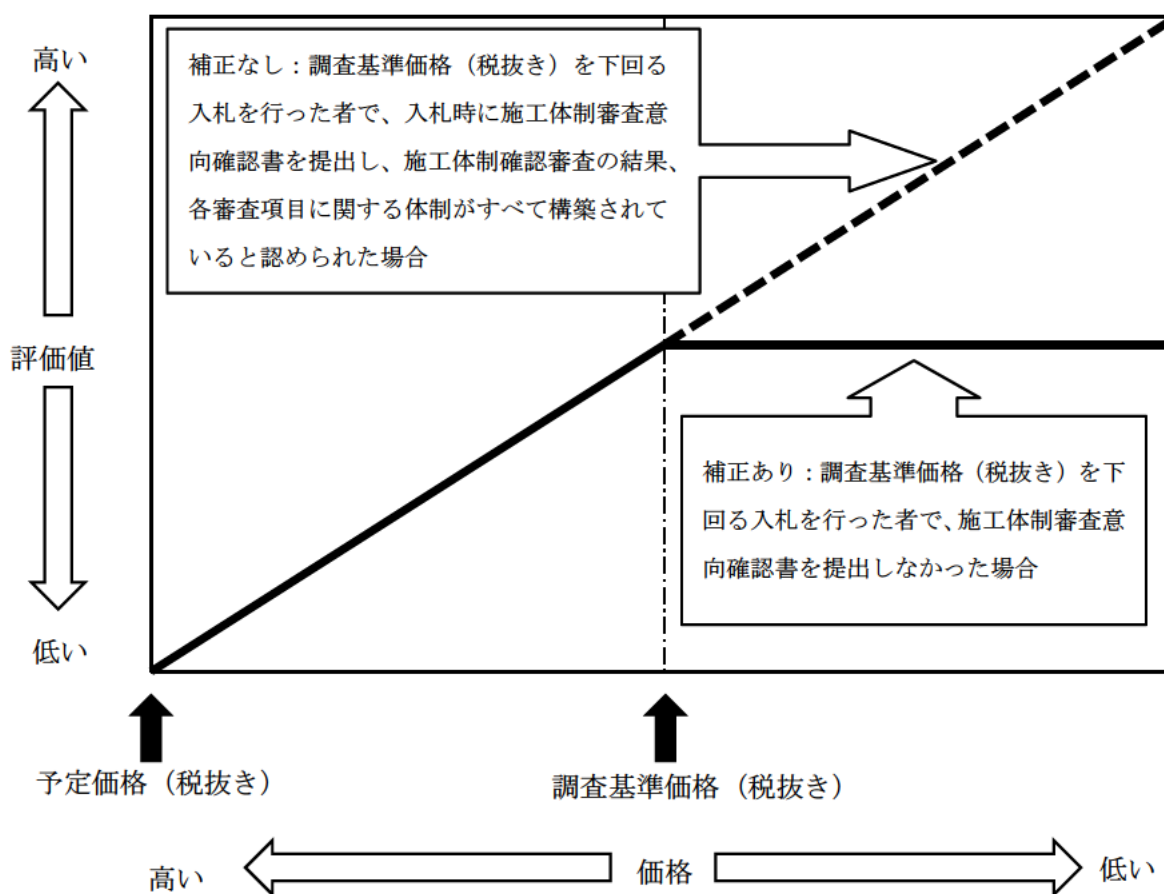 高い
補正なし：調査基準価格（税抜き）を下回る
入札を行った者で、入札時に施工体制審査意
向確認書を提出し、施工体制確認審査の結果、
各審査項目に関する体制がすべて構築されて
いると認められた場合
評価値
補正あり：調査基準価格（税抜き）を下
回る入札を行った者で、施工体制審査意
向確認書を提出しなかった場合
低い
予定価格（税抜き）
調査基準価格（税抜き）
高い
価格
低い